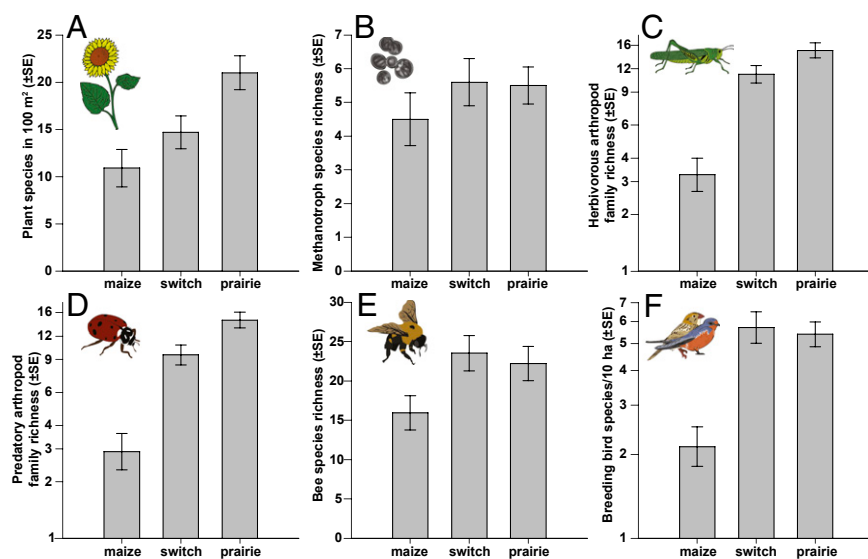 A
Plant species in 100 m² (±SE)
25
20
15
10
5
0
maize switch prairie
B
Methanotroph species richness (±SE)
7
6
5
4
3
2
1
0
maize switch prairie
C
Herbivorous arthropod
family richness (±SE)
16
12
9
6
4
3
2
1
maize switch prairie
D
Predatory arthropod
family richness (±SE)
16
12
9
6
4
3
2
1
maize switch prairie
E
Bee species richness (±SE)
30
25
20
15
10
5
0
maize switch prairie
F
Breeding bird species/10 ha (±SE)
7
6
5
4
3
2
1
maize switch prairie